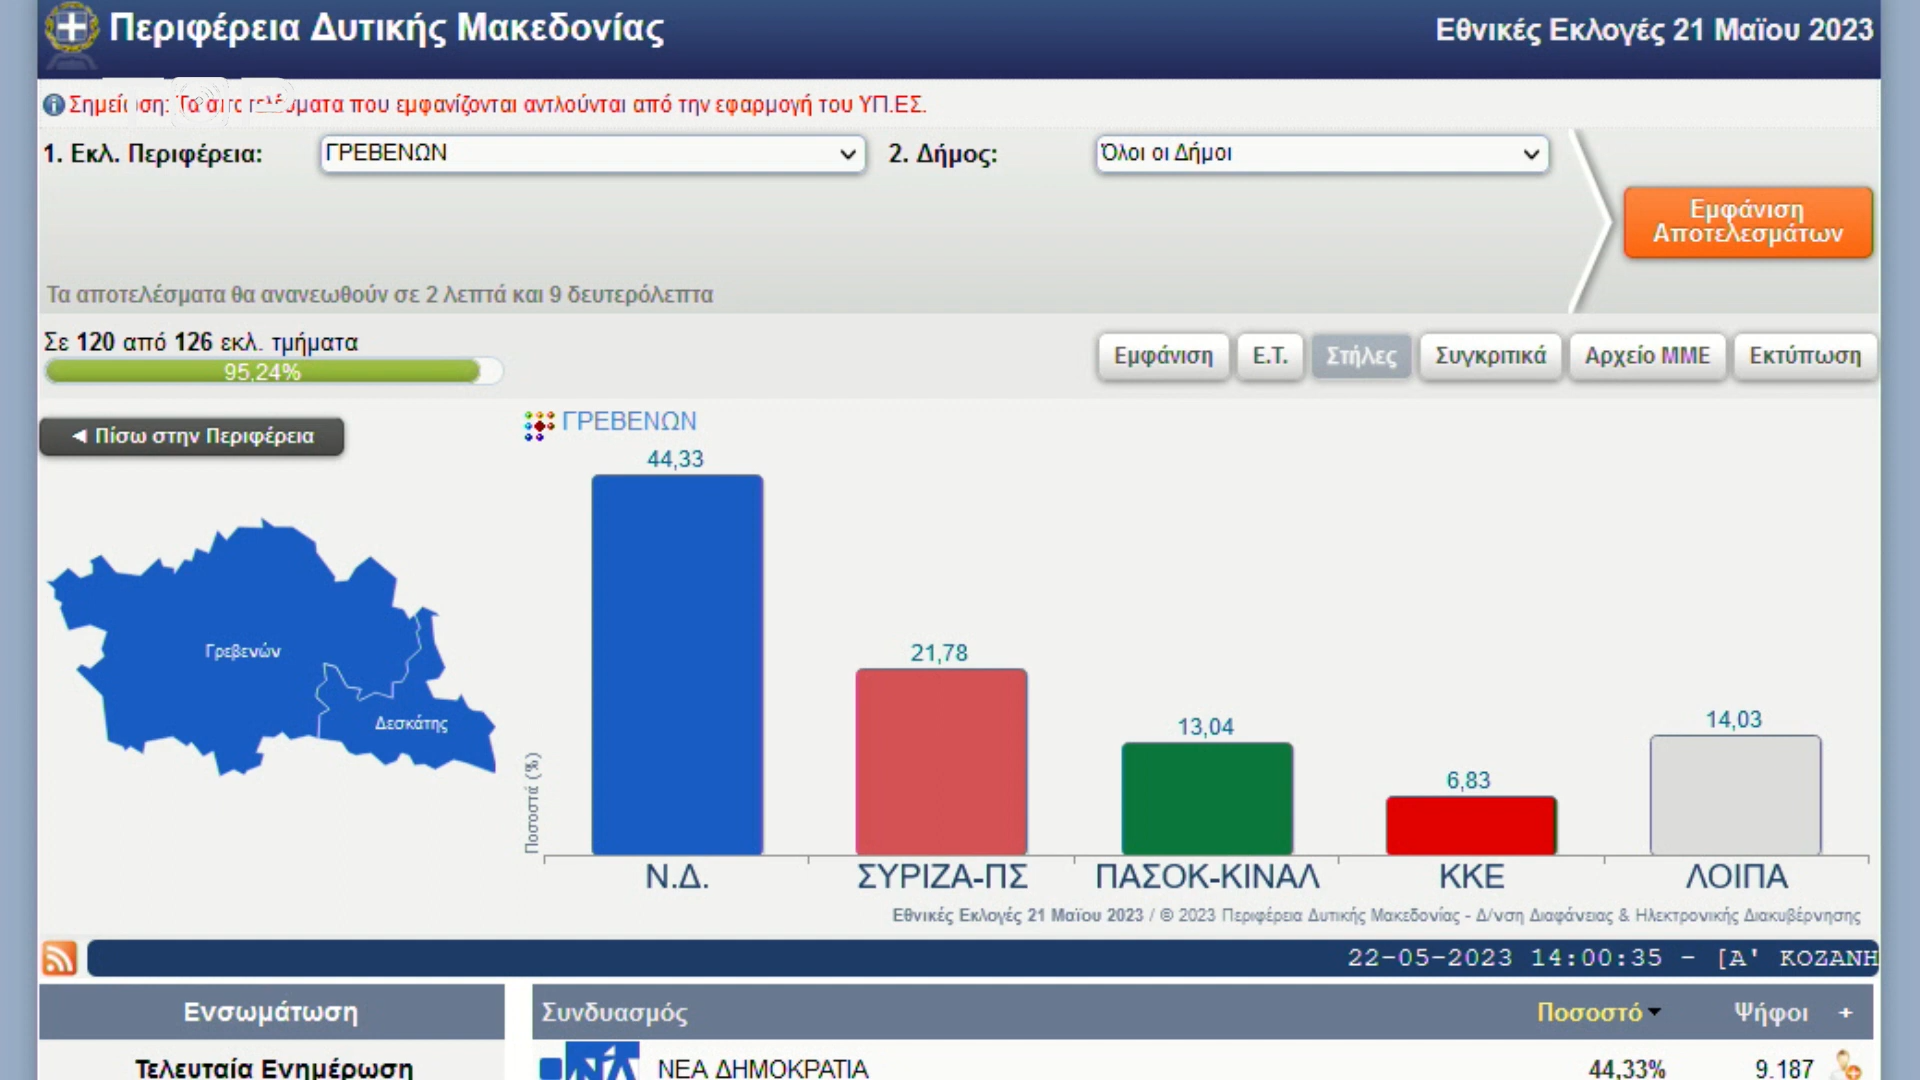 Περιφέρεια Δυτικής Μακεδονίας
Εθνικές Εκλογές 21 Μαϊου 2023
που εμφανίζονται αντλούνται από την εφαρμογή του ΥΠ.ΕΣ.
1. Εκλ. Περιφέρεια: ΓΡΕΒΕΝΩΝ 2. Δήμος: Όλοι οι Δήμοι
Εμφάνιση
Αποτελεσμάτων
Τα αποτελέσματα θα ανανεωθούν σε 2 λεπτά και 9 δευτερόλεπτα
Σε 120 από 126 εκλ. τμήματα
95,24%
Εμφάνιση Ε.Τ. Στήλες Συγκριτικά Αρχείο ΜΜΕ Εκτύπωση
◄ Πίσω στην Περιφέρεια
ΓΡΕΒΕΝΩΝ
44,33
21,78
13,04
6,83
14,03
Γρεβενών
Δεσκάτης
Ποσοστά (%)
Ν.Δ. ΣΥΡΙΖΑ-ΠΣ ΠΑΣΟΚ-ΚΙΝΑΛ ΚΚΕ ΛΟΙΠΑ
Εθνικές Εκλογές 21 Μαϊου 2023 / © 2023 Περιφέρεια Δυτικής Μακεδονίας - Δ/νση Διαφάνειας & Ηλεκτρονικής Διακυβέρνησης
22-05-2023 14:00:35 - [Α' ΚΟΖΑΝΗ
Ενσωμάτωση
Τελευταία Ενημέρωση
Συνδυασμός Ποσοστό Ψήφοι +
ΝΕΑ ΔΗΜΟΚΡΑΤΙΑ 44,33% 9.187